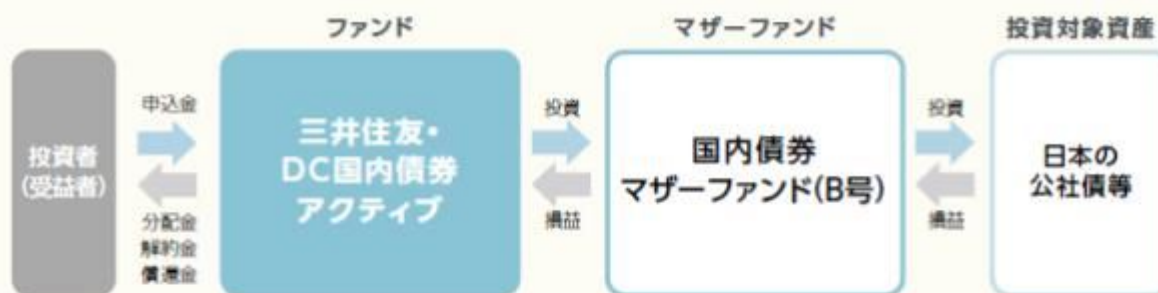 ファンド
マザーファンド
投資対象資産
投資者
(受益者)
申込金
分配金
解約金
償還金
三井住友・
DC国内債券
アクティブ
投資
損益
国内債券
マザーファンド(B号)
投資
損益
日本の
公社債等